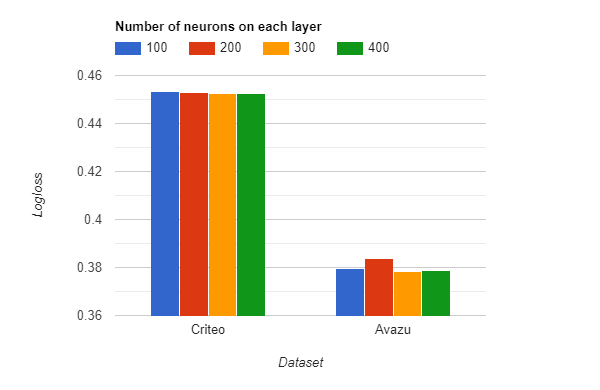 Number of neurons on each layer
100 200 300 400
0.46
0.44
0.42
0.4
0.38
0.36
Logloss
Criteo Avazu
Dataset